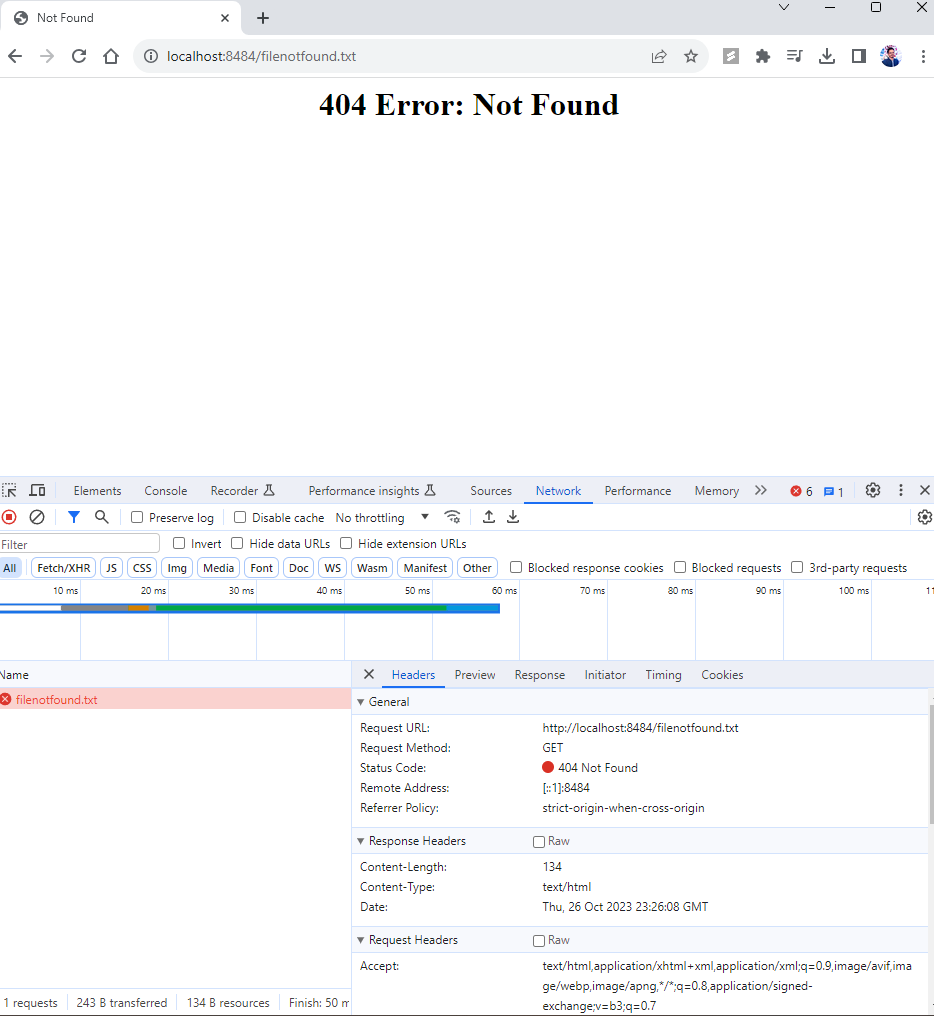 Not Found
localhost:8484/filenotfound.txt
404 Error: Not Found
Elements Console Recorder Performance insights Sources Network Performance Memory 6 1
Preserve log Disable cache No throttling
Filter Invert Hide data URLs Hide extension URLs
All Fetch/XHR JS CSS Img Media Font Doc WS Wasm Manifest Other Blocked response cookies Blocked requests 3rd-party requests
10 ms 20 ms 30 ms 40 ms 50 ms 60 ms 70 ms 80 ms 90 ms 100 ms 11
Name Headers Preview Response Initiator Timing Cookies
filenotfound.txt
General
Request URL: http://localhost:8484/filenotfound.txt
Request Method: GET
Status Code: 404 Not Found
Remote Address: [::1]:8484
Referrer Policy: strict-origin-when-cross-origin
Response Headers Raw
Content-Length: 134
Content-Type: text/html
Date: Thu, 26 Oct 2023 23:26:08 GMT
Request Headers Raw
Accept: text/html,application/xhtml+xml,application/xml;q=0.9,image/avif,ima
ge/webp,image/apng,*/*;q=0.8,application/signed-
exchange;v=b3;q=0.7
1 requests 243 B transferred 134 B resources Finish: 50 m